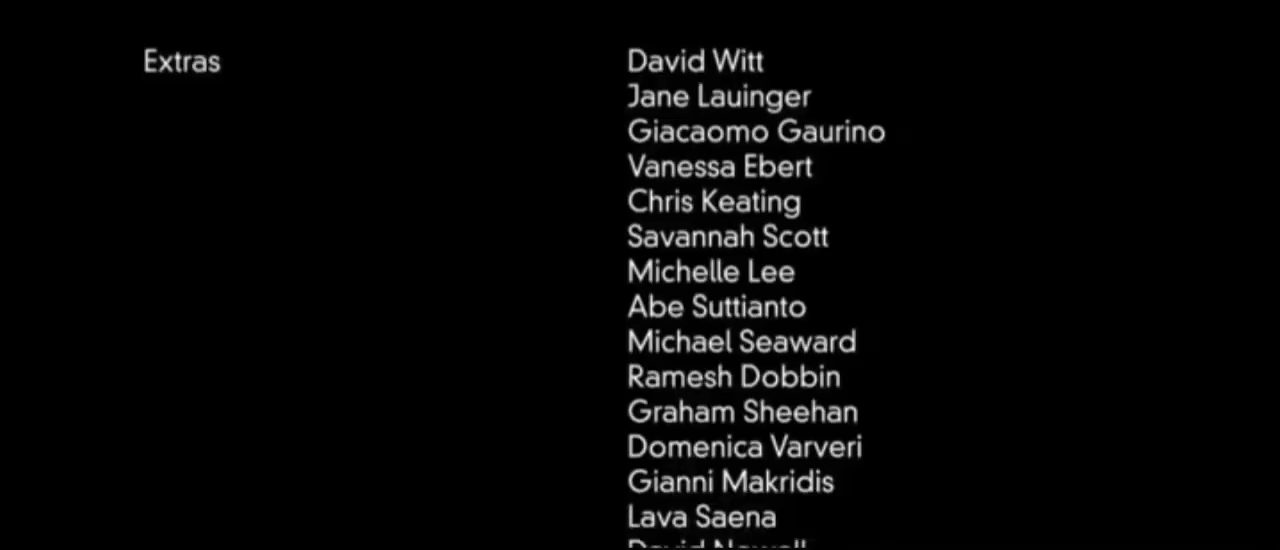 Extras
David Witt
Jane Lauinger
Giacaomo Gaurino
Vanessa Ebert
Chris Keating
Savannah Scott
Michelle Lee
Abe Suttianto
Michael Seaward
Ramesh Dobbin
Graham Sheehan
Domenica Varveri
Gianni Makridis
Lava Saena
David